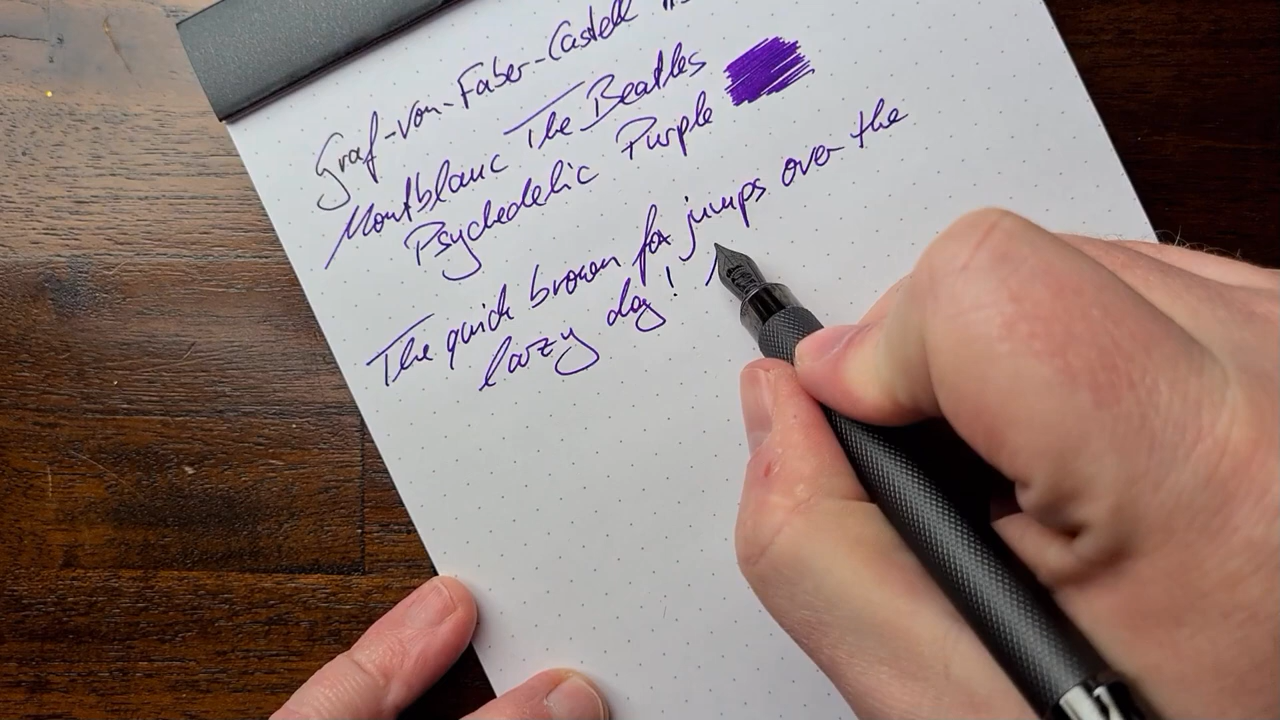 Graf-von-Faber-Castell
Montblanc The Beatles
Psychedelic Purple
The quick brown fox jumps over the
lazy dog!